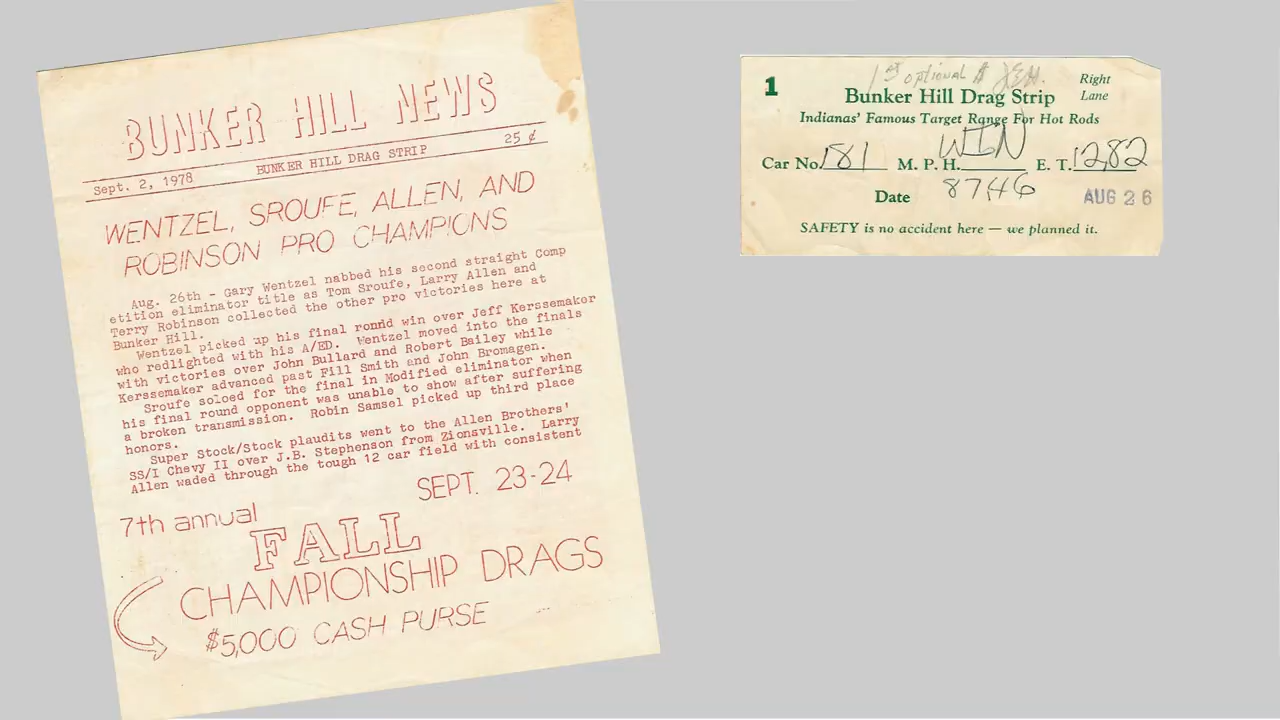 BUNKER HILL NEWS
Sept. 2, 1978 BUNKER HILL DRAG STRIP 25 ¢
WENTZEL, SROUFE, ALLEN, AND
ROBINSON PRO CHAMPIONS
Aug. 26th - Gary Wentzel nabbed his second straight Comp
etition eliminator title as Tom Sroufe, Larry Allen and
Terry Robinson collected the other pro victories here at
Bunker Hill.
Wentzel picked up his final round win over Jeff Kerssemaker
who redlighted with his A/ED. Wentzel moved into the finals
with victories over John Bullard and Robert Bailey while
Kerssemaker advanced past Fill Smith and John Bromagen.
Sroufe soloed for the final in Modified eliminator when
his final round opponent was unable to show after suffering
a broken transmission. Robin Samsel picked up third place
honors.
Super Stock/Stock plaudits went to the Allen Brothers'
SS/I Chevy II over J.B. Stephenson from Zionsville. Larry
Allen waded through the tough 12 car field with consistent
SEPT. 23-24
7th annual
FALL
CHAMPIONSHIP DRAGS
$5,000 CASH PURSE
1st optional $
1 Bunker Hill Drag Strip Right Lane
Indianas' Famous Target Range For Hot Rods
WIN
Car No. 181 M. P. H. E. T. 12,82
Date 87,46 AUG 26
SAFETY is no accident here — we planned it.